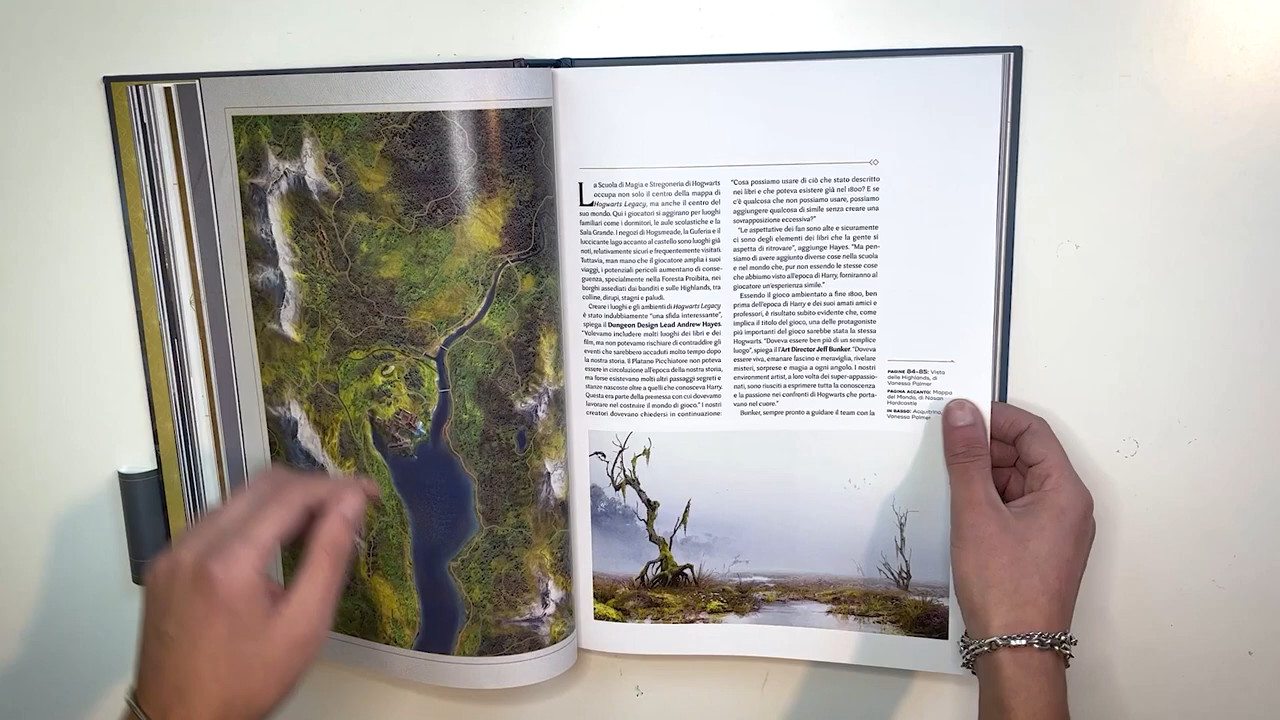 La Scuola di Magia e Stregoneria di Hogwarts
occupa non solo il centro della mappa di
Hogwarts Legacy, ma anche il centro del
suo mondo. Qui i giocatori si aggirano per luoghi
familiari come i dormitori, le aule scolastiche e la
Sala Grande. I negozi di Hogsmeade, la Guferia e il
luccicante lago accanto al castello sono luoghi già
noti, relativamente sicuri e frequentemente visitati.
Tuttavia, man mano che il giocatore amplia i suoi
viaggi, i potenziali pericoli aumentano di conse-
guenza, specialmente nella Foresta Proibita, nei
borghi assediati dai banditi e sulle Highlands, tra
colline, dirupi, stagni e paludi.
Creare i luoghi e gli ambienti di Hogwarts Legacy
è stato indubbiamente "una sfida interessante",
spiega il Dungeon Design Lead Andrew Hayes.
"Volevamo includere molti luoghi dei libri e dei
film, ma non potevamo rischiare di contraddire gli
eventi che sarebbero accaduti molto tempo dopo
la nostra storia. Il Platano Picchiatore non poteva
essere in circolazione all'epoca della nostra storia,
ma forse esistevano molti altri passaggi segreti e
stanze nascoste oltre a quelli che conosceva Harry.
Questa era parte della premessa con cui dovevamo
lavorare nel costruire il mondo di gioco." I nostri
creatori dovevano chiedersi in continuazione:
"Cosa possiamo usare di ciò che stato descritto
nei libri e che poteva esistere già nel 1800? E se
c'è qualcosa che non possiamo usare, possiamo
aggiungere qualcosa di simile senza creare una
sovrapposizione eccessiva?"
"Le aspettative dei fan sono alte e sicuramente
ci sono degli elementi dei libri che la gente si
aspetta di ritrovare", aggiunge Hayes. "Ma pen-
siamo di avere aggiunto diverse cose nella scuola
e nel mondo che, pur non essendo le stesse cose
che abbiamo visto all'epoca di Harry, forniranno al
giocatore un'esperienza simile."
Essendo il gioco ambientato a fine 1800, ben
prima dell'epoca di Harry e dei suoi amati amici e
professori, è risultato subito evidente che, come
implica il titolo del gioco, una delle protagoniste
più importanti del gioco sarebbe stata la stessa
Hogwarts. "Doveva essere ben più di un semplice
luogo", spiega l'Art Director Jeff Bunker. "Doveva
essere viva, emanare fascino e meraviglia, rivelare
misteri, sorprese e magia a ogni angolo. I nostri
environment artist, a loro volta dei super-appassio-
nati, sono riusciti a esprimere tutta la conoscenza
e la passione nei confronti di Hogwarts che porta-
vano nel cuore."
Bunker, sempre pronto a guidare il team con la
PAGINE 84-85: Vista
delle Highlands, di
Vanessa Palmer
PAGINA ACCANTO: Mappa
del Mondo, di Nasan
Hardcastle
IN BASSO: Acquitrino,
Vanessa Palmer